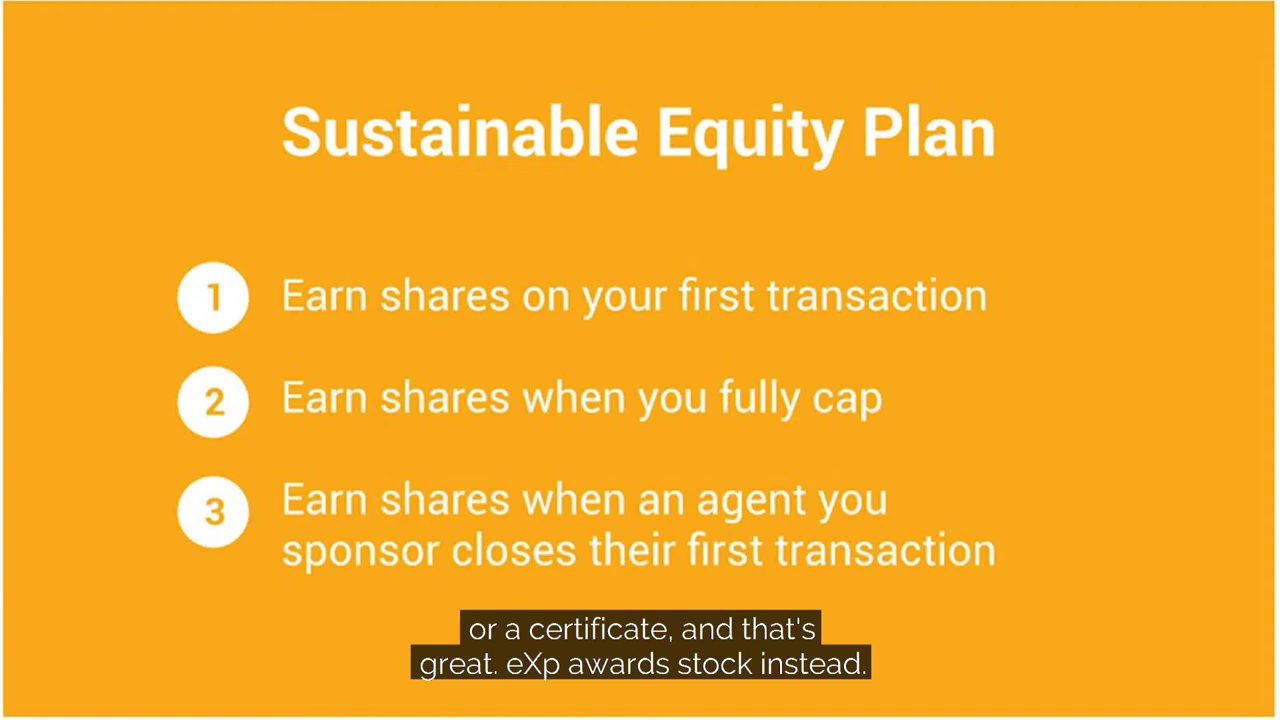 Sustainable Equity Plan
1 Earn shares on your first transaction
2 Earn shares when you fully cap
3 Earn shares when an agent you
sponsor closes their first transaction
or a certificate, and that's
great. eXp awards stock instead.